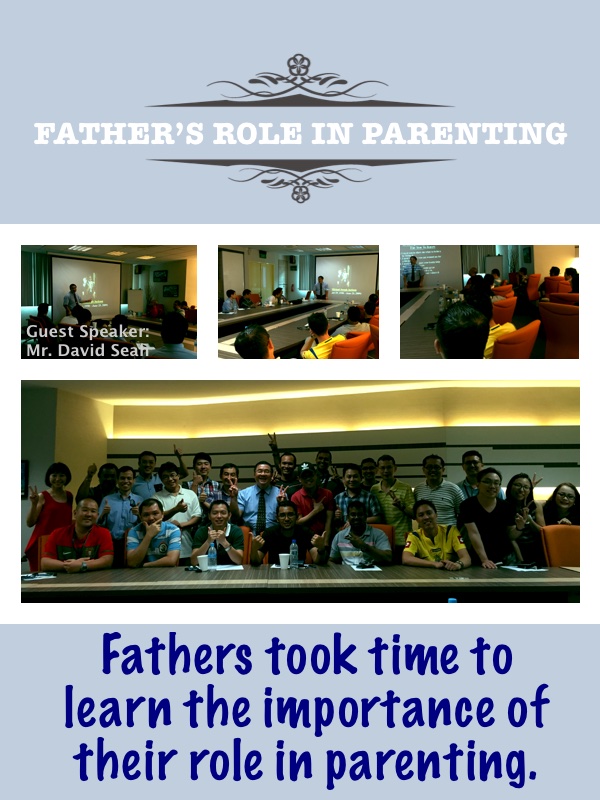 FATHER'S ROLE IN PARENTING
Guest Speaker:
Mr. David Seah
Fathers took time to
learn the importance of
their role in parenting.